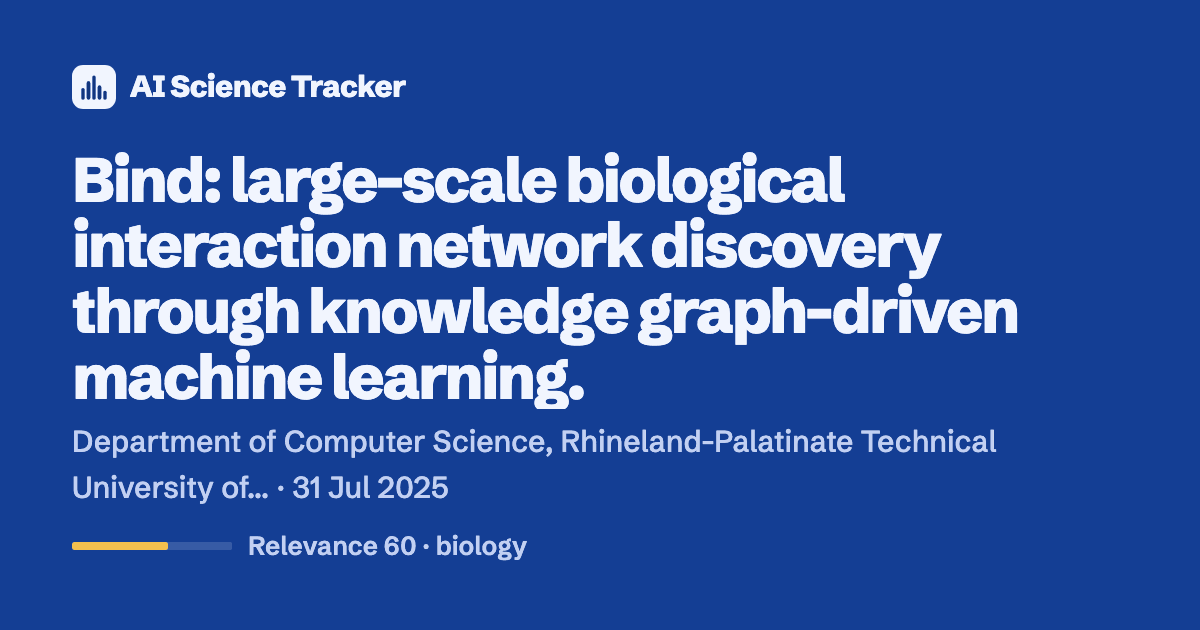 AI Science Tracker
Bind: large-scale biological
interaction network discovery
through knowledge graph-driven
machine learning.
Department of Computer Science, Rhineland-Palatinate Technical
University of... · 31 Jul 2025
Relevance 60 · biology